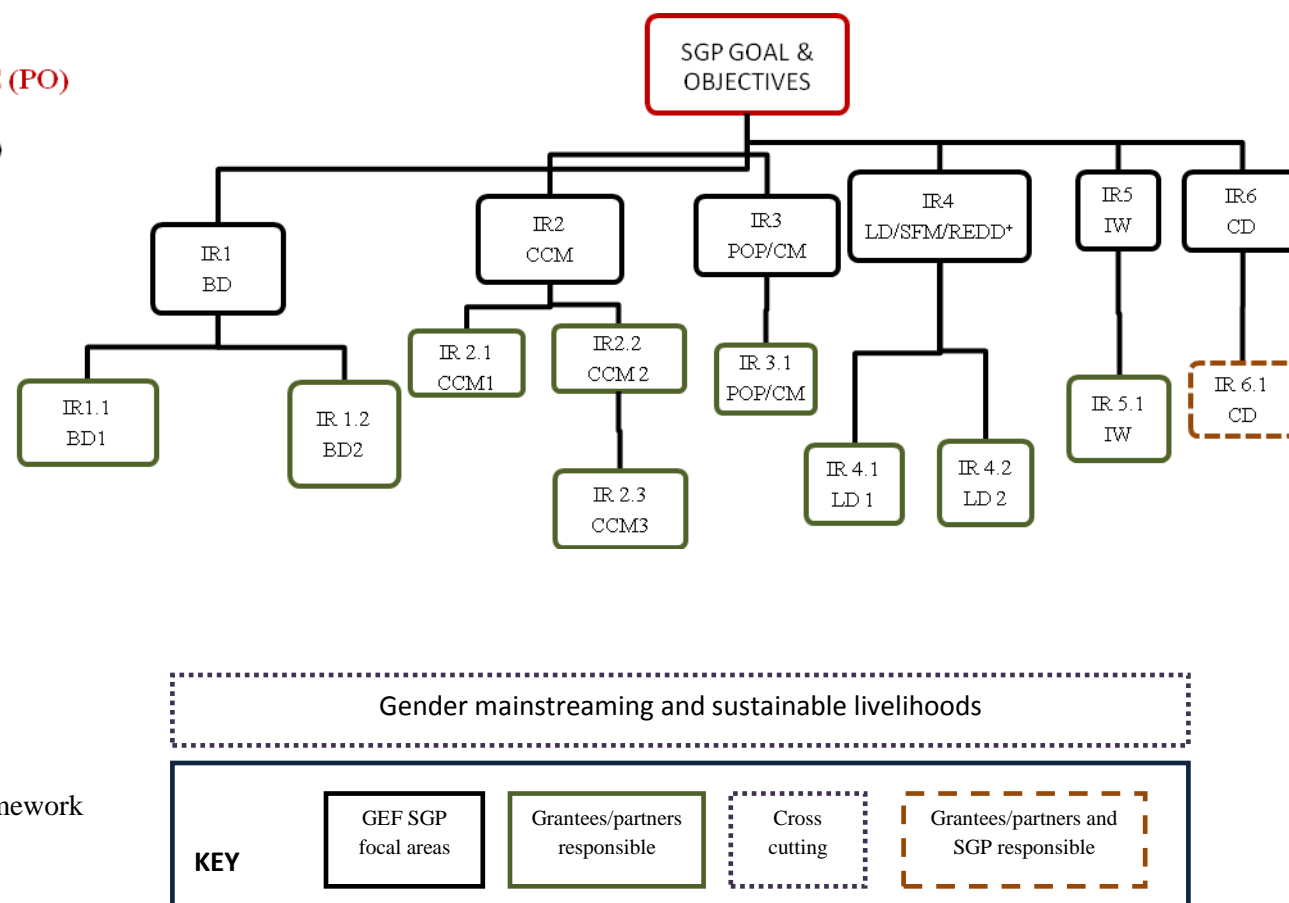 SGP GOAL &
OBJECTIVES
(PO)
IR1
BD
IR2
CCM
IR3
POP/CM
IR4
LD/SFM/REDD⁺
IR5
IW
IR6
CD
IR1.1
BD1
IR 1.2
BD2
IR 2.1
CCM1
IR2.2
CCM 2
IR 2.3
CCM3
IR 3.1
POP/CM
IR 4.1
LD 1
IR 4.2
LD 2
IR 5.1
IW
IR 6.1
CD
Gender mainstreaming and sustainable livelihoods
mework
KEY
GEF SGP
focal areas
Grantees/partners
responsible
Cross
cutting
Grantees/partners and
SGP responsible